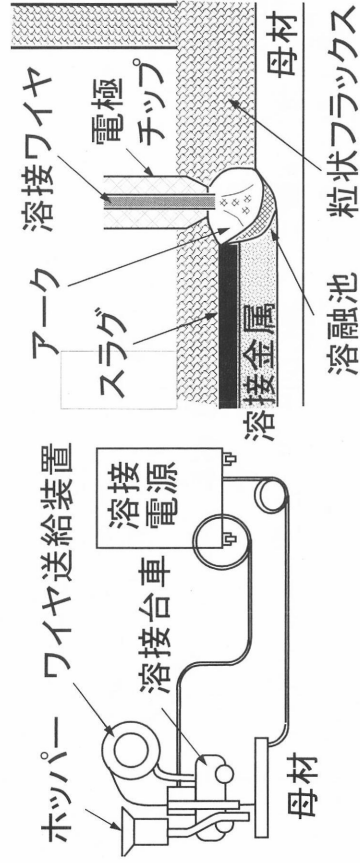 ホッパー
ワイヤ送給装置
溶接台車
溶接
電源
母材
スラグ
アーク
溶接ワイヤ
電極
チップ
溶接金属
溶融池
粒状フラックス
母材